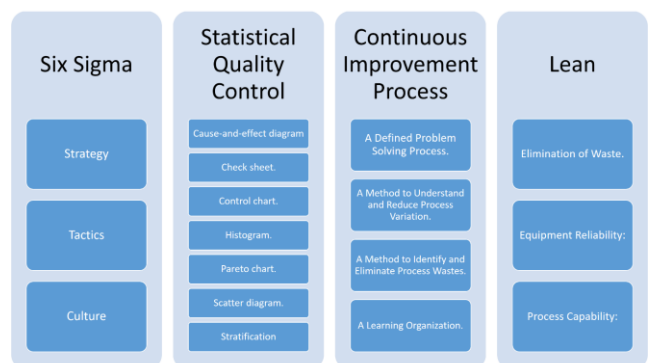 Six Sigma
Strategy
Tactics
Culture
Statistical
Quality
Control
Cause-and-effect diagram
Check sheet.
Control chart.
Histogram.
Pareto chart.
Scatter diagram.
Stratification
Continuous
Improvement
Process
A Defined Problem
Solving Process.
A Method to Understand
and Reduce Process
Variation.
A Method to Identify and
Eliminate Process Wastes.
A Learning Organization.
Lean
Elimination of Waste.
Equipment Reliability:
Process Capability: